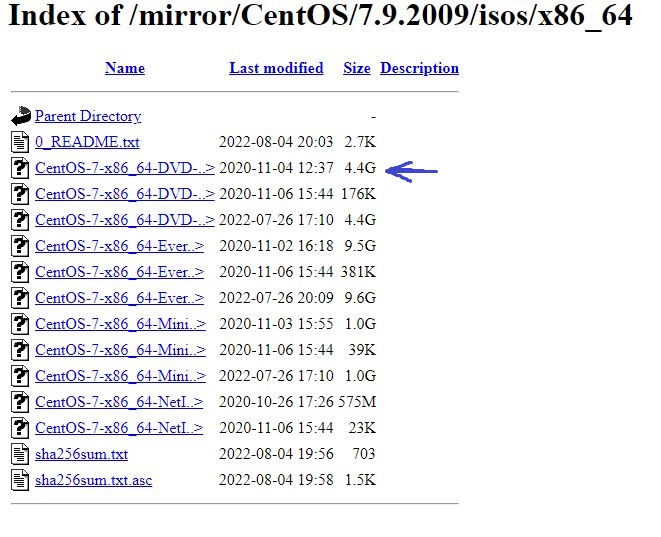 Index of /mirror/CentOS/7.9.2009/isos/x86_64
Name Last modified Size Description
Parent Directory -
0_README.txt 2022-08-04 20:03 2.7K
CentOS-7-x86_64-DVD-..> 2020-11-04 12:37 4.4G
CentOS-7-x86_64-DVD-..> 2020-11-06 15:44 176K
CentOS-7-x86_64-DVD-..> 2022-07-26 17:10 4.4G
CentOS-7-x86_64-Ever..> 2020-11-02 16:18 9.5G
CentOS-7-x86_64-Ever..> 2020-11-06 15:44 381K
CentOS-7-x86_64-Ever..> 2022-07-26 20:09 9.6G
CentOS-7-x86_64-Mini..> 2020-11-03 15:55 1.0G
CentOS-7-x86_64-Mini..> 2020-11-06 15:44 39K
CentOS-7-x86_64-Mini..> 2022-07-26 17:10 1.0G
CentOS-7-x86_64-NetI..> 2020-10-26 17:26 575M
CentOS-7-x86_64-NetI..> 2020-11-06 15:44 23K
sha256sum.txt 2022-08-04 19:56 703
sha256sum.txt.asc 2022-08-04 19:58 1.5K